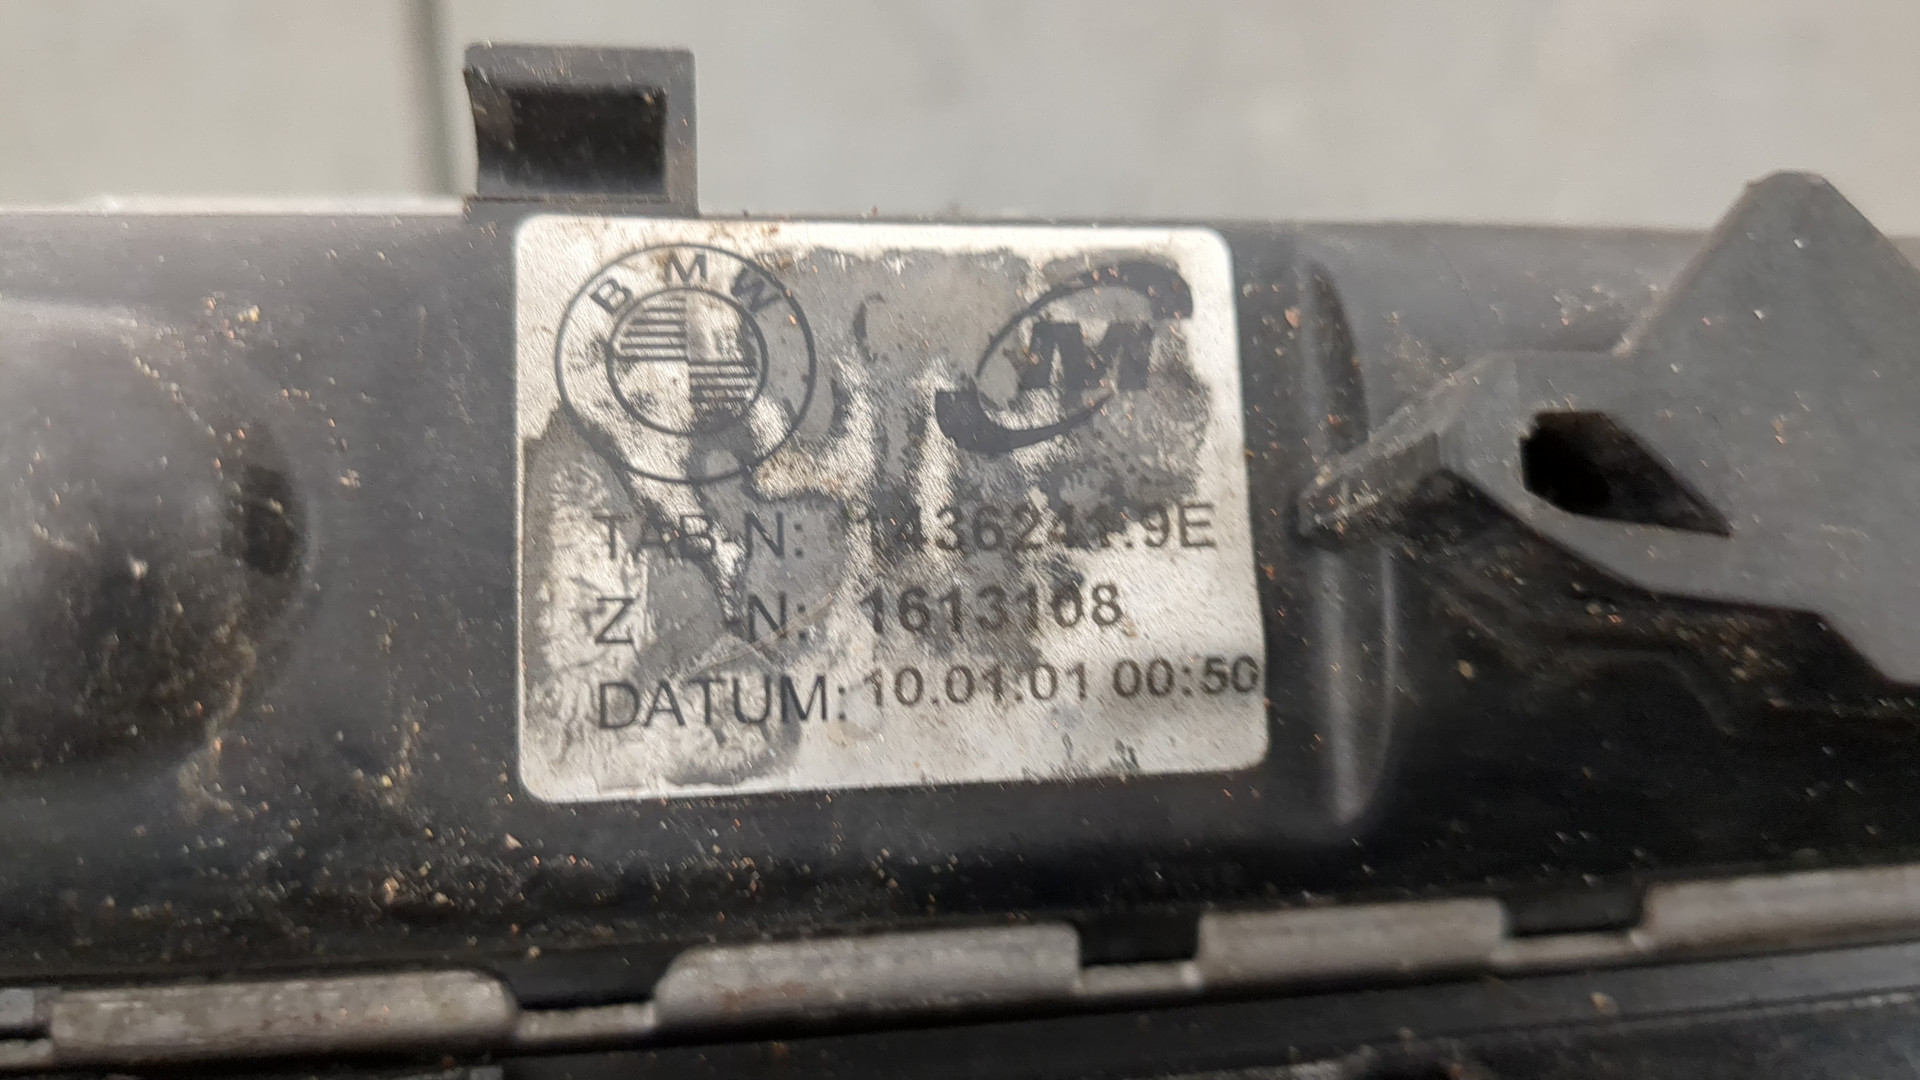 BMW
M
TAB-N: 1436241.9E
Z -N: 1613108
DATUM: 10.01.01 00:50